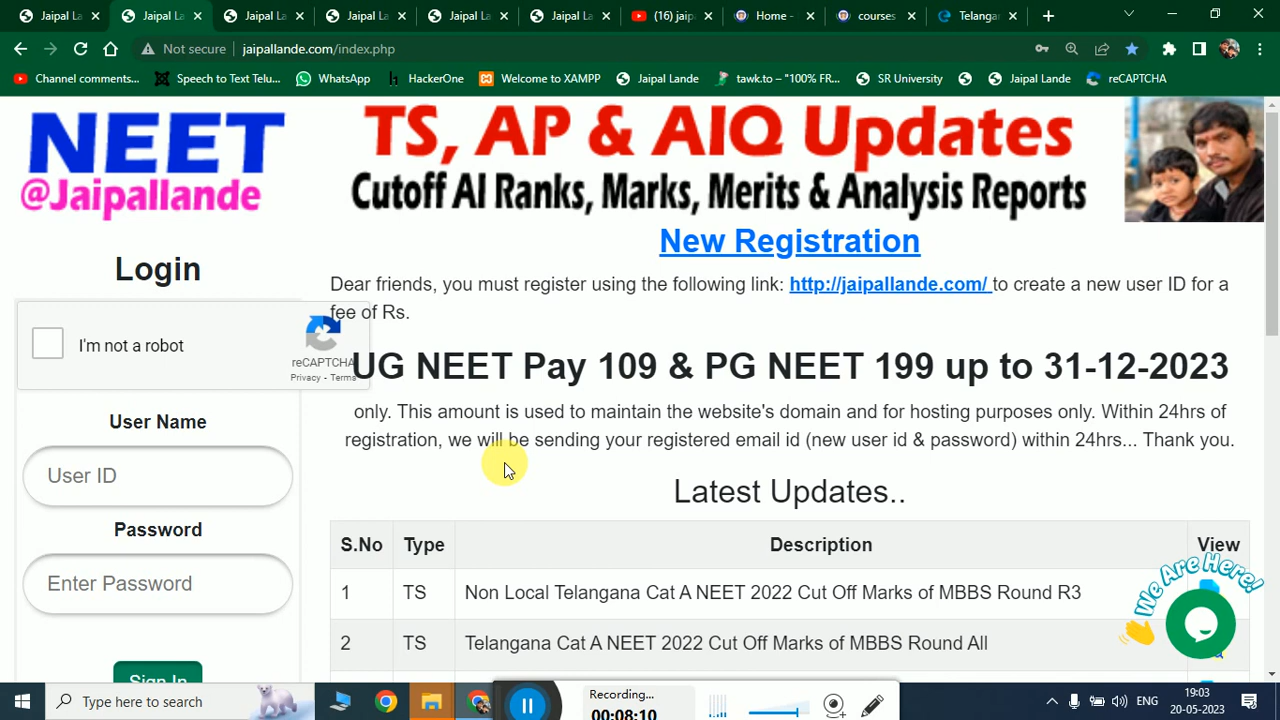 Jaipal La
Jaipal La
Jaipal La
Jaipal La
Jaipal La
Jaipal La
(16) jaip
Home -
courses
Telangan
Not secure
jaipallande.com/index.php
Channel comments...
Speech to Text Telu...
WhatsApp
HackerOne
Welcome to XAMPP
Jaipal Lande
tawk.to – "100% FR...
SR University
Jaipal Lande
reCAPTCHA
NEET
@Jaipallande
TS, AP & AIQ Updates
Cutoff AI Ranks, Marks, Merits & Analysis Reports
New Registration
Login
Dear friends, you must register using the following link: http://jaipallande.com/ to create a new user ID for a
fee of Rs.
I'm not a robot
reCAPTCHA
Privacy - Terms
UG NEET Pay 109 & PG NEET 199 up to 31-12-2023
only. This amount is used to maintain the website's domain and for hosting purposes only. Within 24hrs of
registration, we will be sending your registered email id (new user id & password) within 24hrs... Thank you.
User Name
User ID
Password
Enter Password
Sign In
Latest Updates..
S.No Type Description View
1 TS Non Local Telangana Cat A NEET 2022 Cut Off Marks of MBBS Round R3
2 TS Telangana Cat A NEET 2022 Cut Off Marks of MBBS Round All
We Are Here!
Type here to search
Recording...
00:08:10
ENG
19:03
20-05-2023